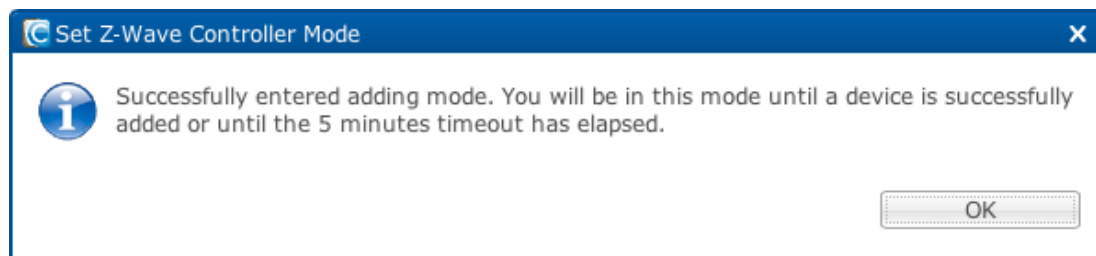 Set Z-Wave Controller Mode
Successfully entered adding mode. You will be in this mode until a device is successfully
added or until the 5 minutes timeout has elapsed.
OK